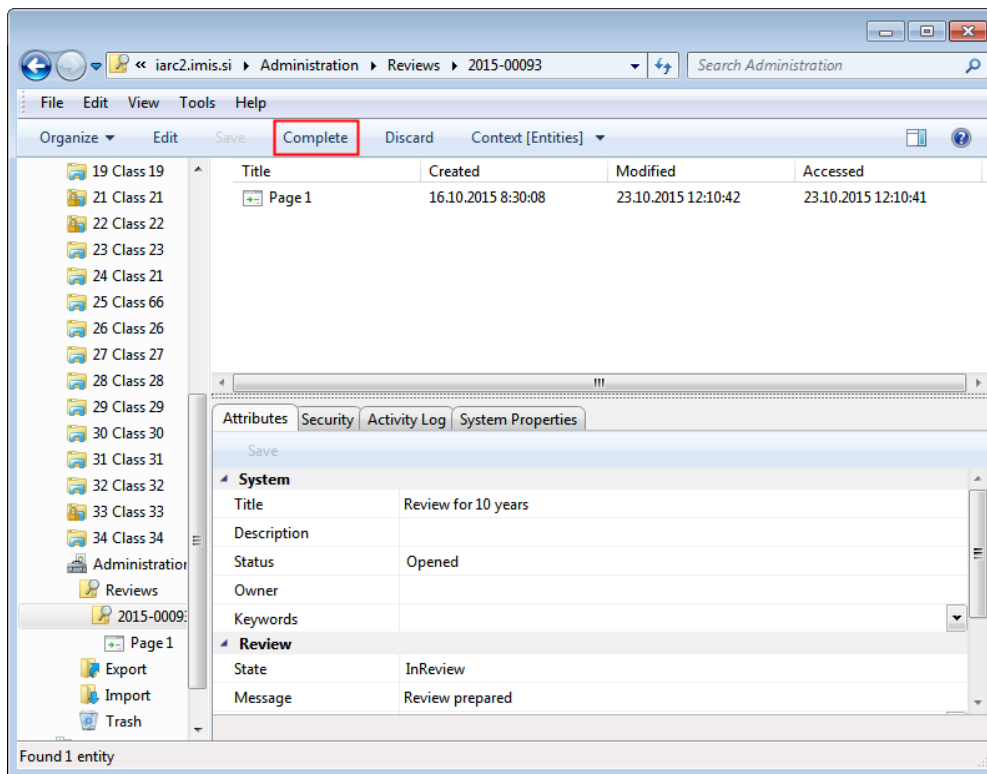 « iarc2.imis.si ▸ Administration ▸ Reviews ▸ 2015-00093
Search Administration
File Edit View Tools Help
Organize Edit Save Complete Discard Context [Entities]
19 Class 19
21 Class 21
22 Class 22
23 Class 23
24 Class 21
25 Class 66
26 Class 26
27 Class 27
28 Class 28
29 Class 29
30 Class 30
31 Class 31
32 Class 32
33 Class 33
34 Class 34
Administration
Reviews
2015-00093
Page 1
Export
Import
Trash
Title Created Modified Accessed
Page 1 16.10.2015 8:30:08 23.10.2015 12:10:42 23.10.2015 12:10:41
Attributes Security Activity Log System Properties
Save
System
Title Review for 10 years
Description
Status Opened
Owner
Keywords
Review
State InReview
Message Review prepared
Found 1 entity